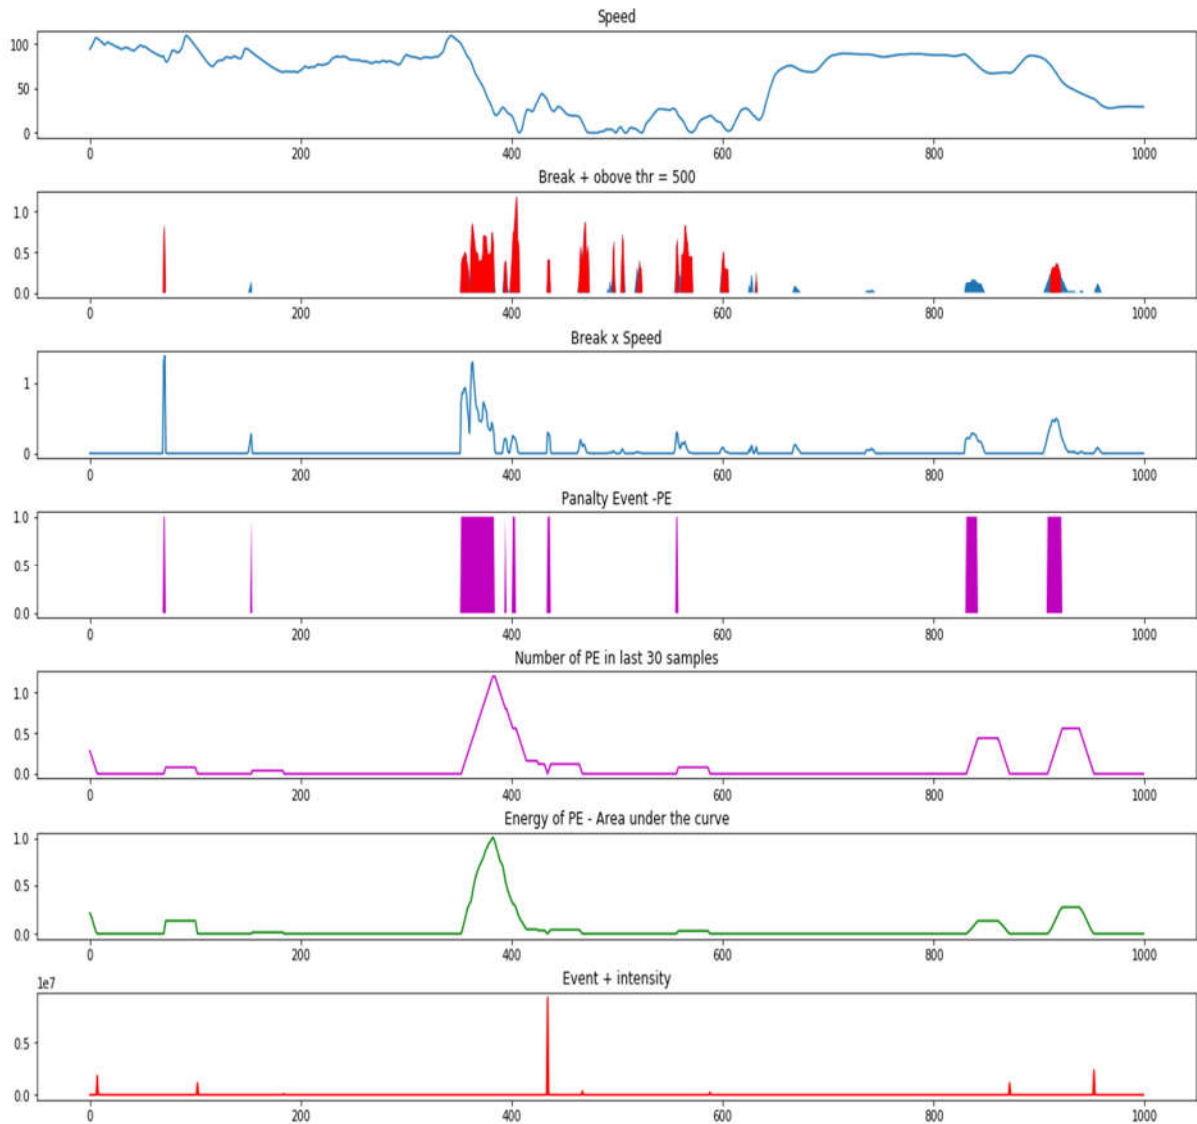 Speed
100
50
0
0 200 400 600 800 1000
Break + obove thr = 500
1.0
0.5
0.0
0 200 400 600 800 1000
Break x Speed
1
0
0 200 400 600 800 1000
Panalty Event -PE
1.0
0.5
0.0
0 200 400 600 800 1000
Number of PE in last 30 samples
1.0
0.5
0.0
0 200 400 600 800 1000
Energy of PE - Area under the curve
1.0
0.5
0.0
0 200 400 600 800 1000
1e7 Event + intensity
0.5
0.0
0 200 400 600 800 1000